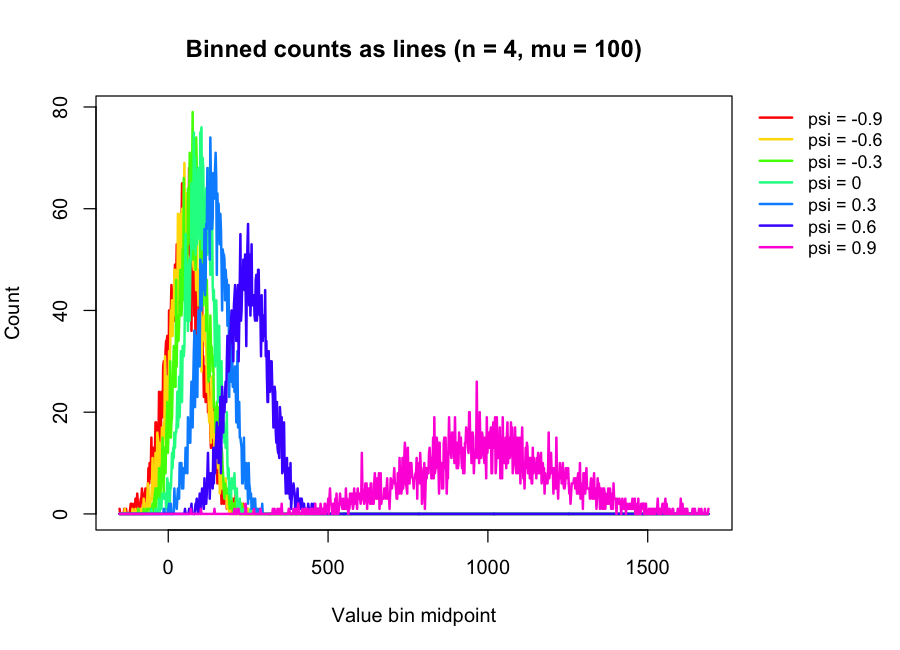 Binned counts as lines (n = 4, mu = 100)
80
60
40
20
0
Count
0 500 1000 1500
Value bin midpoint
psi = -0.9
psi = -0.6
psi = -0.3
psi = 0
psi = 0.3
psi = 0.6
psi = 0.9